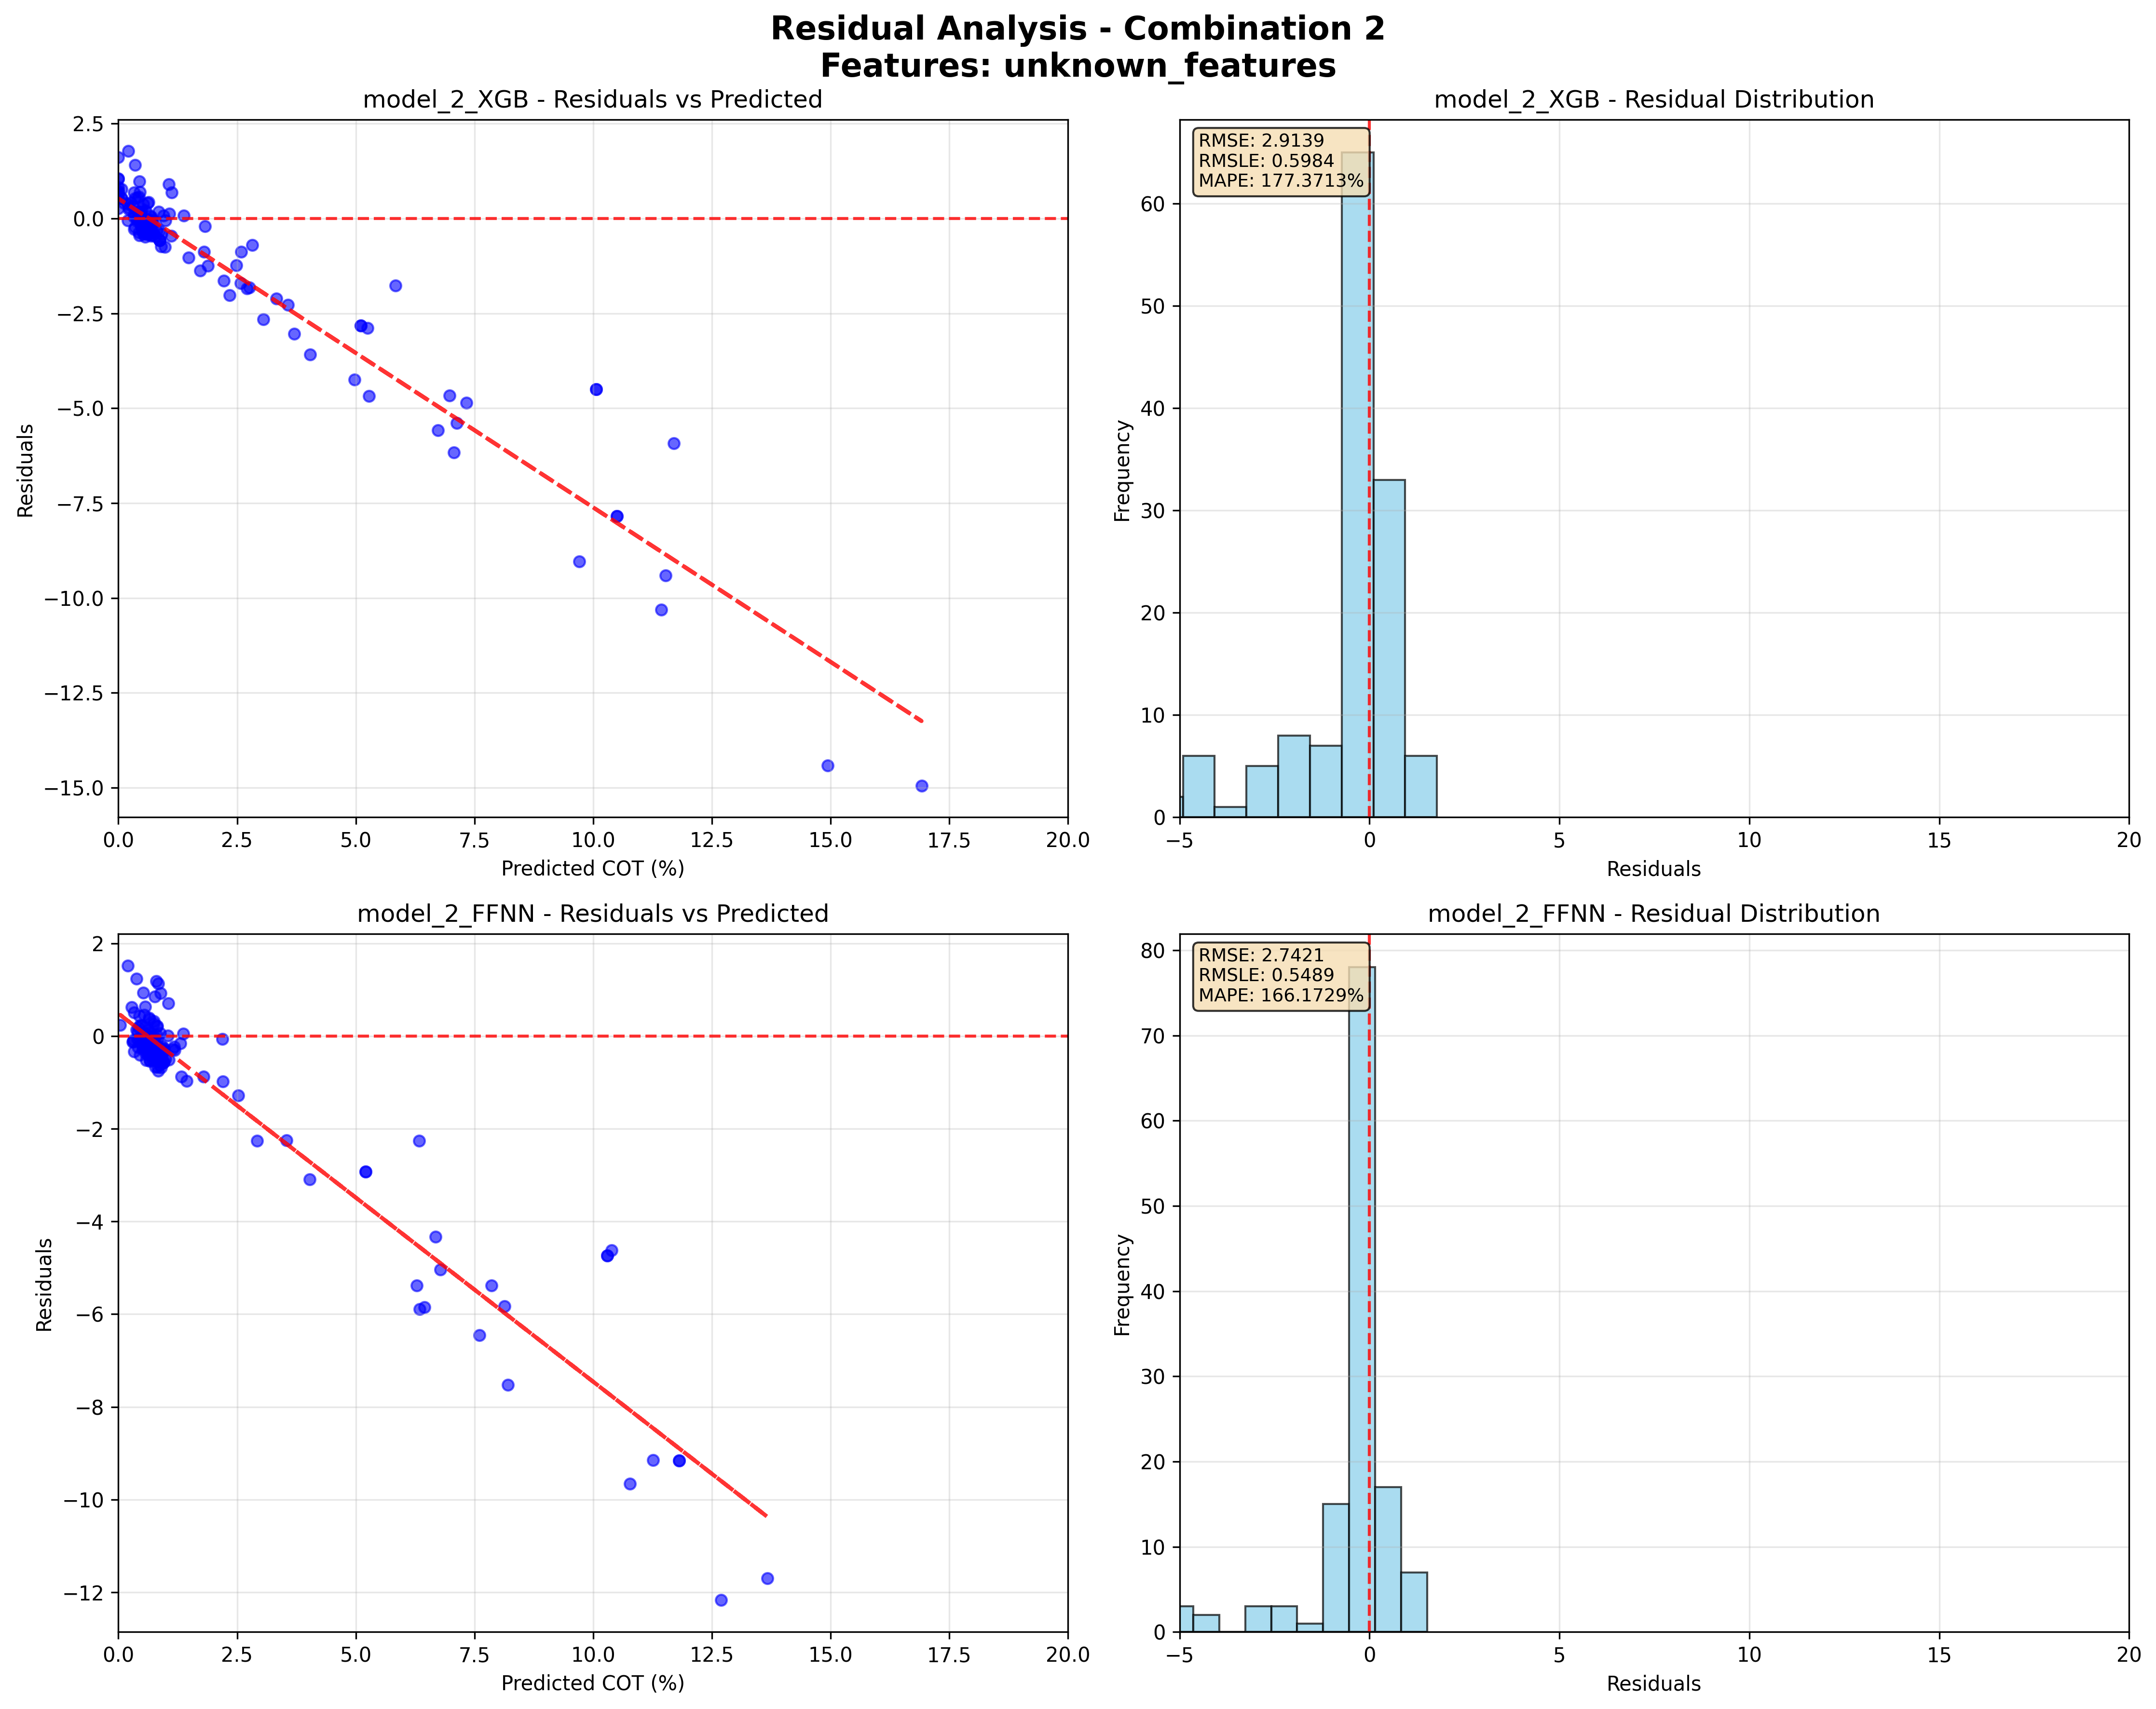 Residual Analysis - Combination 2
Features: unknown_features
model_2_XGB - Residuals vs Predicted
2.5
0.0
−2.5
−5.0
−7.5
−10.0
−12.5
−15.0
Residuals
0.0 2.5 5.0 7.5 10.0 12.5 15.0 17.5 20.0
Predicted COT (%)
model_2_XGB - Residual Distribution
RMSE: 2.9139
RMSLE: 0.5984
MAPE: 177.3713%
60
50
40
30
20
10
0
Frequency
−5 0 5 10 15 20
Residuals
model_2_FFNN - Residuals vs Predicted
2
0
−2
−4
−6
−8
−10
−12
Residuals
0.0 2.5 5.0 7.5 10.0 12.5 15.0 17.5 20.0
Predicted COT (%)
model_2_FFNN - Residual Distribution
RMSE: 2.7421
RMSLE: 0.5489
MAPE: 166.1729%
80
70
60
50
40
30
20
10
0
Frequency
−5 0 5 10 15 20
Residuals